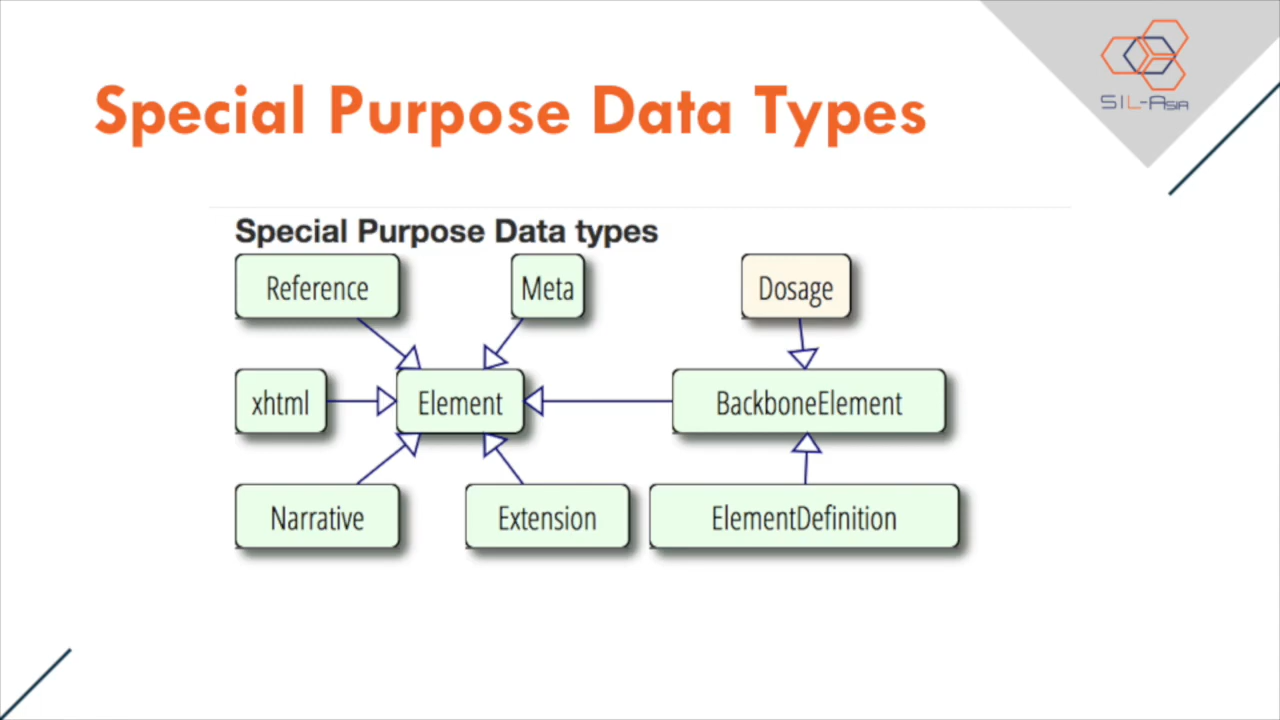 Special Purpose Data Types
SIL-Asia
Special Purpose Data types
Reference
Meta
Dosage
xhtml
Element
BackboneElement
Narrative
Extension
ElementDefinition